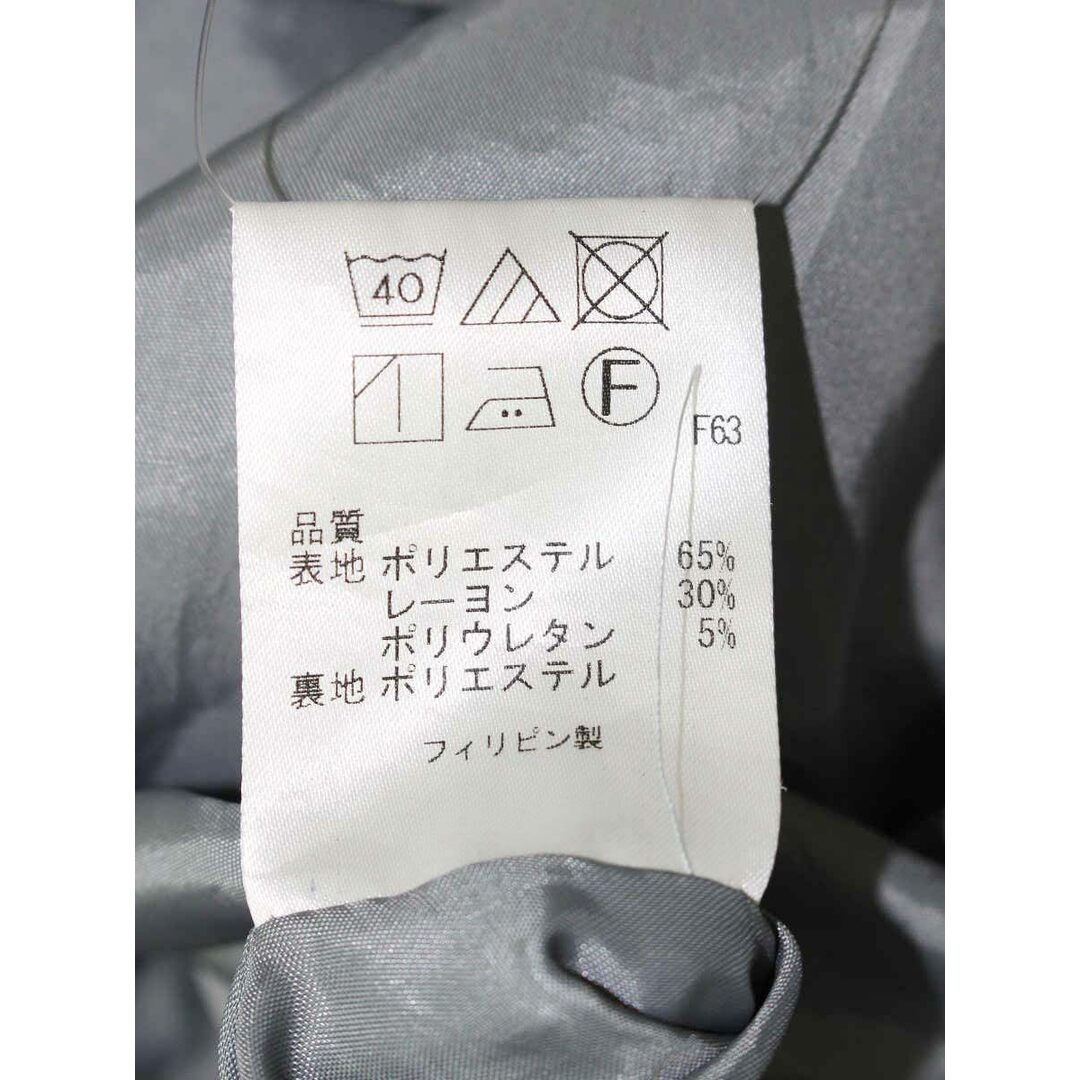 40
F
F63
品質
表地 ポリエステル 65%
レーヨン 30%
ポリウレタン 5%
裏地 ポリエステル
フィリピン製